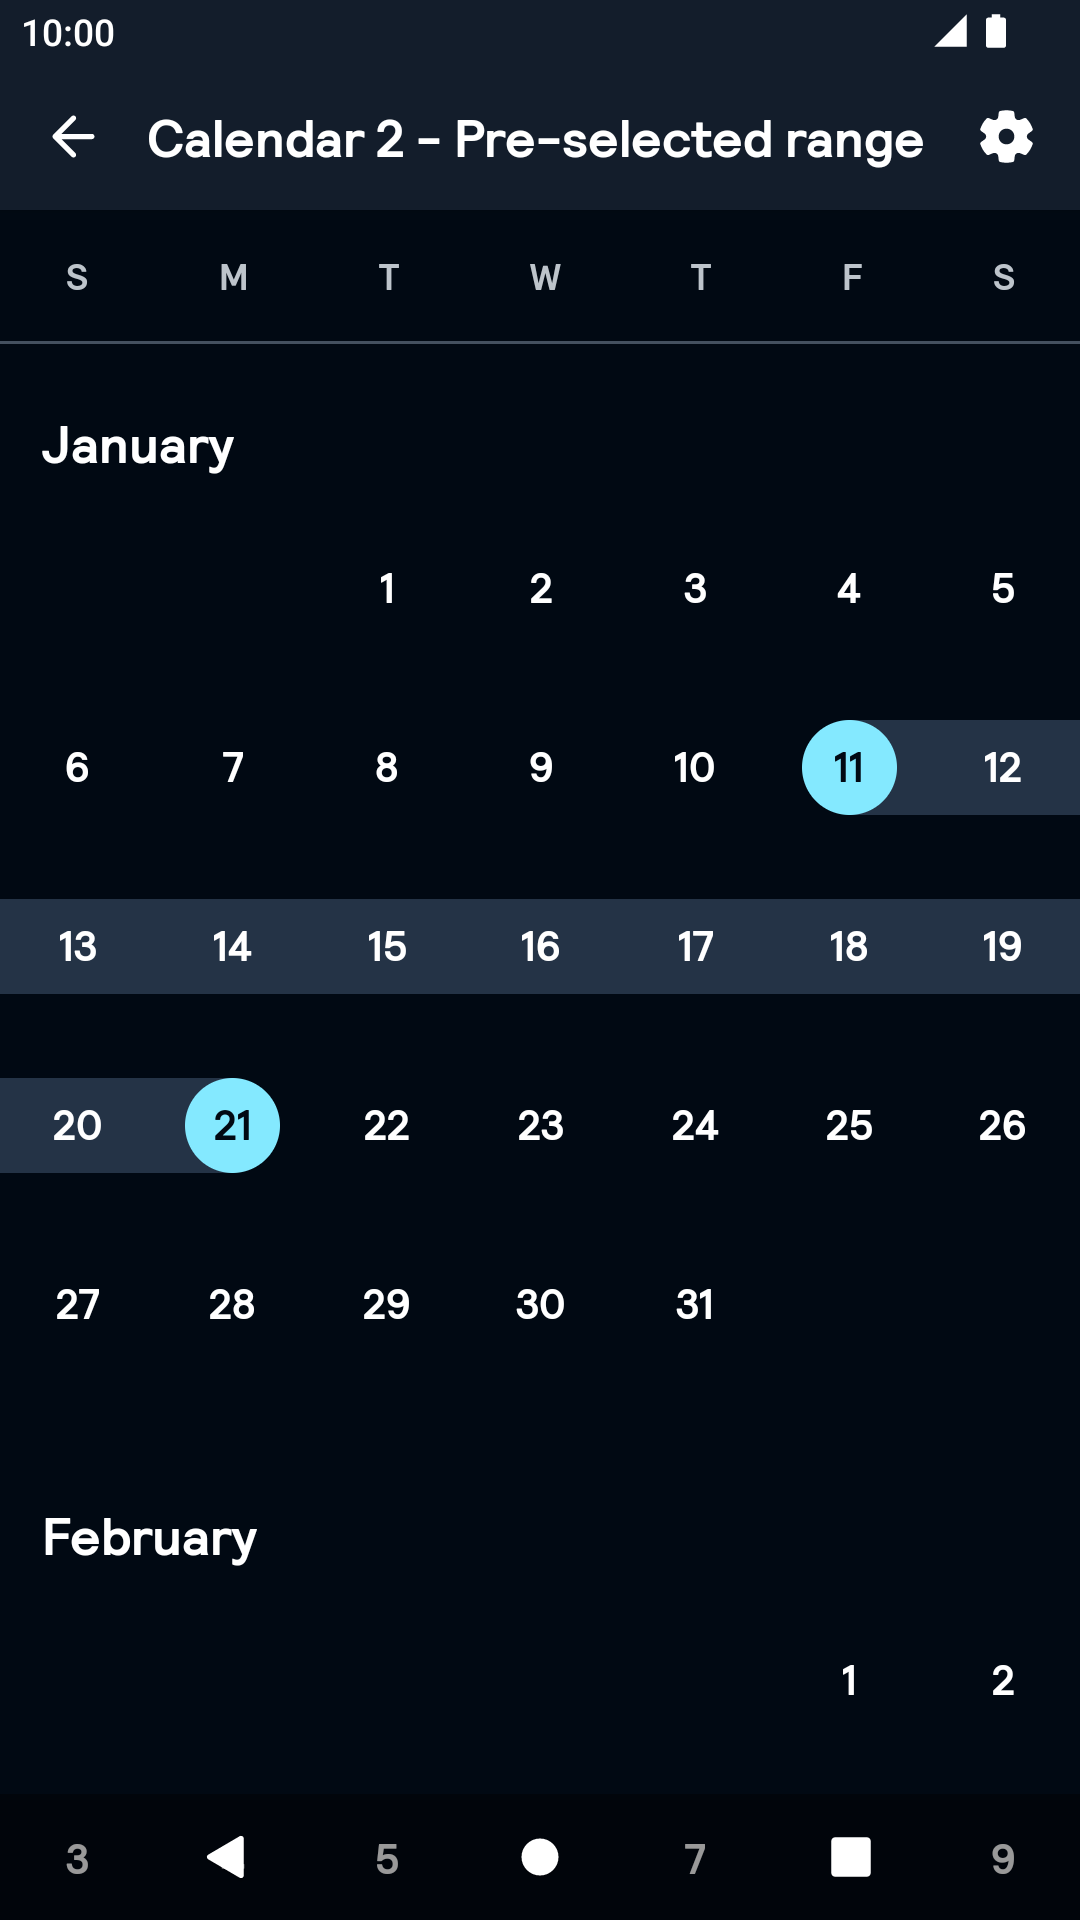 10:00
Calendar 2 - Pre-selected range
S M T W T F S
January
1 2 3 4 5
6 7 8 9 10 11 12
13 14 15 16 17 18 19
20 21 22 23 24 25 26
27 28 29 30 31
February
1 2
3 5 7 9